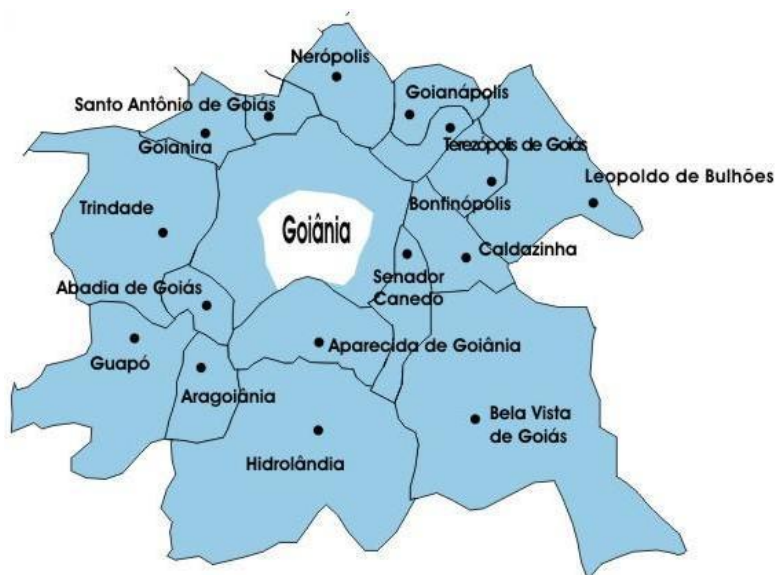 Nerópolis
Goianápolis
Santo Antônio de Goiás
Goianira
Terezópolis de Goiás
Leopoldo de Bulhões
Bonfinópolis
Trindade
Goiânia
Caldazinha
Senador
Canedo
Abadia de Goiás
Guapó
Aparecida de Goiânia
Aragoiânia
Bela Vista
de Goiás
Hidrolândia